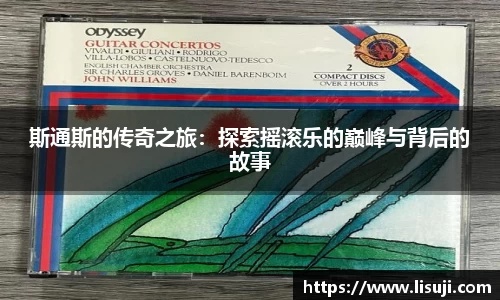 ODYSSEY
GUITAR CONCERTOS
VIVALDI • GIULIANI • RODRIGO
VILLA-LOBOS • CASTELNUOVO-TEDESCO
ENGLISH CHAMBER ORCHESTRA
SIR CHARLES GROVES • DANIEL BARENBOIM
JOHN WILLIAMS
2
COMPACT DISCS
OVER 2 HOURS
斯通斯的传奇之旅：探索摇滚乐的巅峰与背后的
故事
https://www.lisuji.com